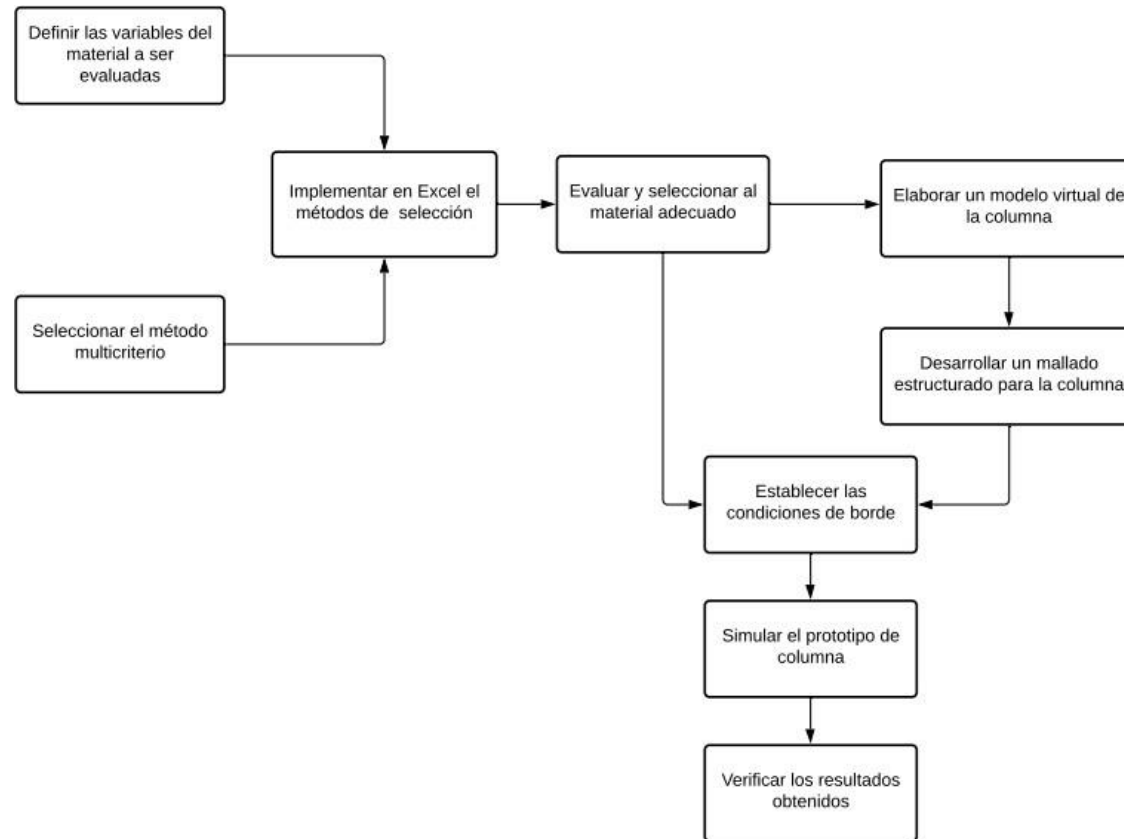 Definir las variables del
material a ser
evaluadas
Implementar en Excel el
métodos de selección
Evaluar y seleccionar al
material adecuado
Elaborar un modelo virtual de
la columna
Seleccionar el método
multicriterio
Desarrollar un mallado
estructurado para la columna
Establecer las
condiciones de borde
Simular el prototipo de
columna
Verificar los resultados
obtenidos